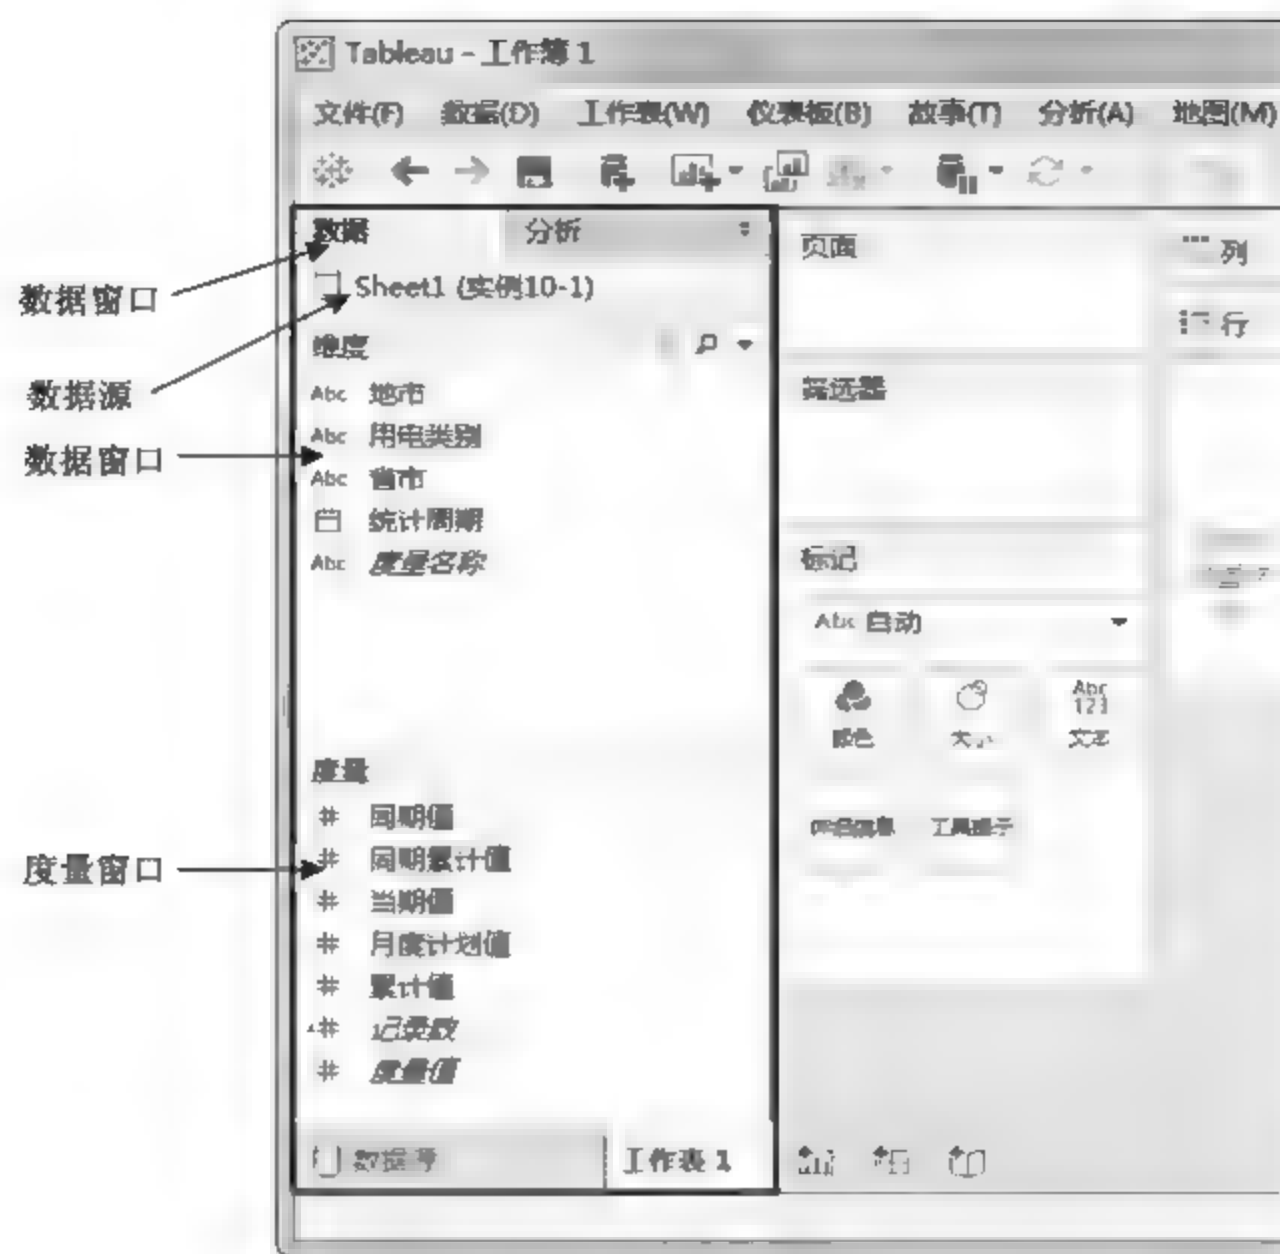 Tableau - 工作簿 1
文件(F) 数据(D) 工作表(W) 仪表板(B) 故事(T) 分析(A) 地图(M)
数据 分析
页面
列
数据窗口
Sheet1 (实例10-1)
行
维度
数据源
Abc 地市
筛选器
数据窗口
Abc 用电类别
Abc 省市
统计周期
Abc 度量名称
标记
Abc 自动
Abc
123
颜色 大小 文本
度量
# 同期值
详细信息 工具提示
度量窗口
# 同期累计值
# 当期值
# 月度计划值
# 累计值
# 记录数
# 度量值
数据源
工作表 1